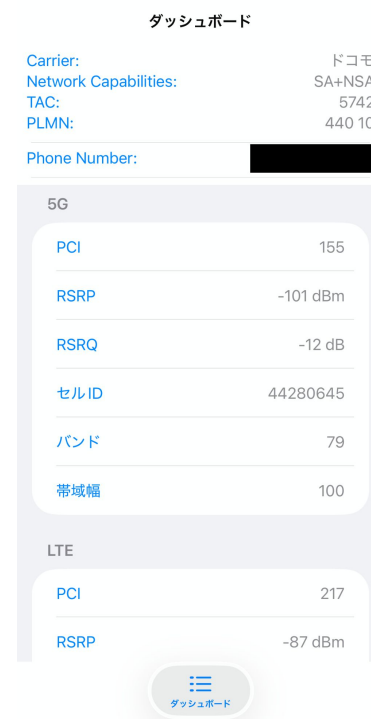 ダッシュボード
Carrier: ドコモ
Network Capabilities: SA+NSA
TAC: 5742
PLMN: 440 10
Phone Number:
5G
PCI 155
RSRP -101 dBm
RSRQ -12 dB
セルID 44280645
バンド 79
帯域幅 100
LTE
PCI 217
RSRP -87 dBm
ダッシュボード